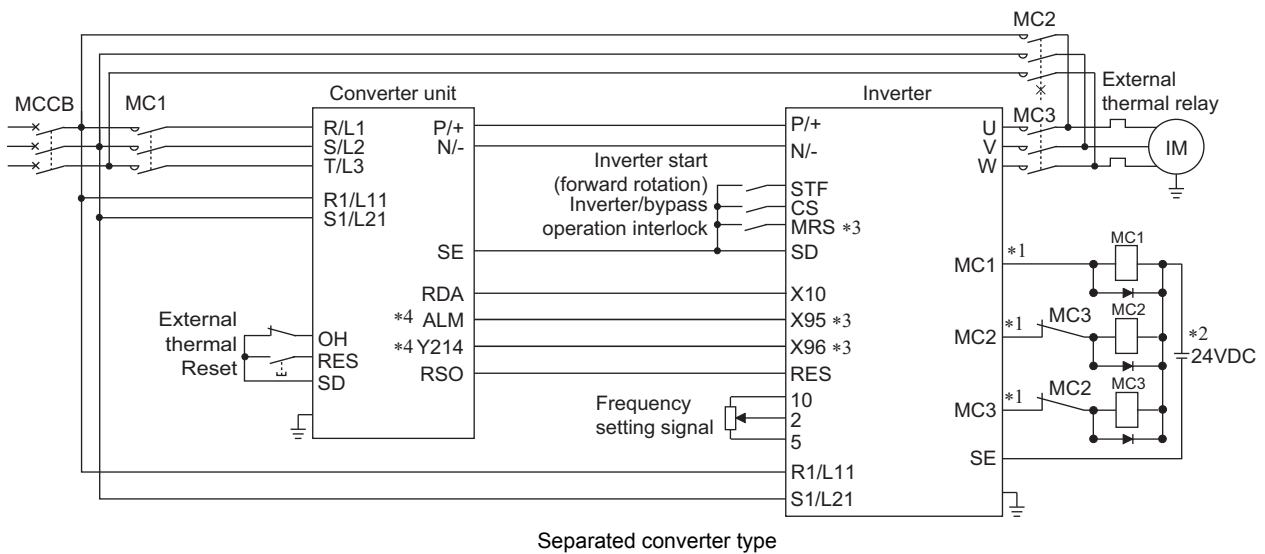 MC2
MCCB
MC1
Converter unit
Inverter
External
thermal relay
MC3
R/L1
S/L2
T/L3
R1/L11
S1/L21
P/+
N/-
P/+
N/-
U
V
W
IM
Inverter start
(forward rotation)
Inverter/bypass
operation interlock
STF
CS
MRS *3
SD
SE
RDA
*4 ALM
*4 Y214
RSO
X10
X95 *3
X96 *3
RES
External
thermal
Reset
OH
RES
SD
Frequency
setting signal
10
2
5
R1/L11
S1/L21
MC1
*1
MC1
MC2
*1
MC3
MC2
*2
24VDC
MC3
*1
MC2
MC3
SE
Separated converter type